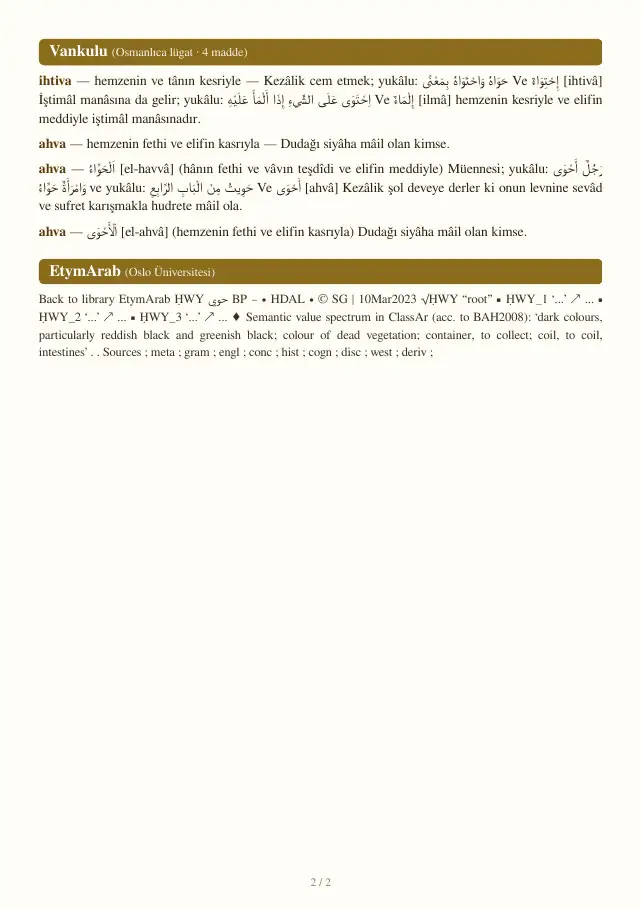 Vankulu (Osmanlıca lügat · 4 madde)
ihtiva — hemzenin ve tânın kesriyle — Kezâlik cem etmek; yukâlu: حَوَاهُ وَاحْتَوَاهُ بِمَعْنًى Ve إِحْتِوَاءٌ [ihtivâ]
İştimâl manâsına da gelir; yukâlu: اِحْتَوَى عَلَى الشَّيْءِ إِذَا أَلْمَأَ عَلَيْهِ Ve إِلْمَاءٌ [ilmâ] hemzenin kesriyle ve elifin
meddiyle iştimâl manâsınadır.
ahva — hemzenin fethi ve elifin kasrıyla — Dudağı siyâha mâil olan kimse.
ahva — اَلْحَوَّاءُ [el-havvâ] (hânın fethi ve vâvın teşdîdi ve elifin meddiyle) Müennesi; yukâlu: رَجُلٌ أَحْوَى
وَامْرَأَةٌ حَوَّاءُ ve yukâlu: حَوِيتُ مِنَ الْبَابِ الرَّابِعِ Ve أَحْوَى [ahvâ] Kezâlik şol deveye derler ki onun levnine sevâd
ve sufret karışmakla hudrete mâil ola.
ahva — اَلْأَحْوَى [el-ahvâ] (hemzenin fethi ve elifin kasrıyla) Dudağı siyâha mâil olan kimse.
EtymArab (Oslo Üniversitesi)
Back to library EtymArab ḤWY حوي BP – • HDAL • © SG | 10Mar2023 √ḤWY “root” ▪ ḤWY_1 ‘...’ ↗ ... ▪
ḤWY_2 ‘...’ ↗ ... ▪ ḤWY_3 ‘...’ ↗ ... ♦ Semantic value spectrum in ClassAr (acc. to BAH2008): ‘dark colours,
particularly reddish black and greenish black; colour of dead vegetation; container, to collect; coil, to coil,
intestines’ . . Sources ; meta ; gram ; engl ; conc ; hist ; cogn ; disc ; west ; deriv ;
2 / 2